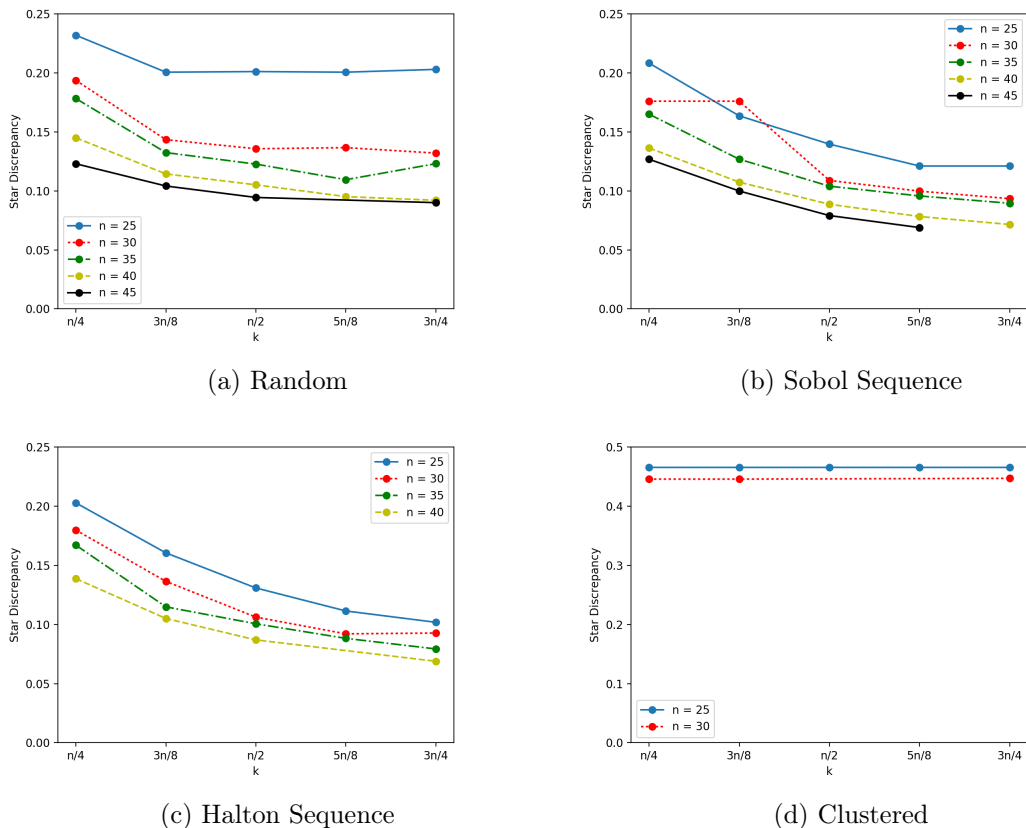 0.25
0.20
0.15
0.10
0.05
0.00
Star Discrepancy
n = 25
n = 30
n = 35
n = 40
n = 45
n/4 3n/8 n/2 5n/8 3n/4
k
(a) Random
0.25
0.20
0.15
0.10
0.05
0.00
Star Discrepancy
n = 25
n = 30
n = 35
n = 40
n = 45
n/4 3n/8 n/2 5n/8 3n/4
k
(b) Sobol Sequence
0.25
0.20
0.15
0.10
0.05
0.00
Star Discrepancy
n = 25
n = 30
n = 35
n = 40
n/4 3n/8 n/2 5n/8 3n/4
k
(c) Halton Sequence
0.5
0.4
0.3
0.2
0.1
0.0
Star Discrepancy
n = 25
n = 30
n/4 3n/8 n/2 5n/8 3n/4
k
(d) Clustered